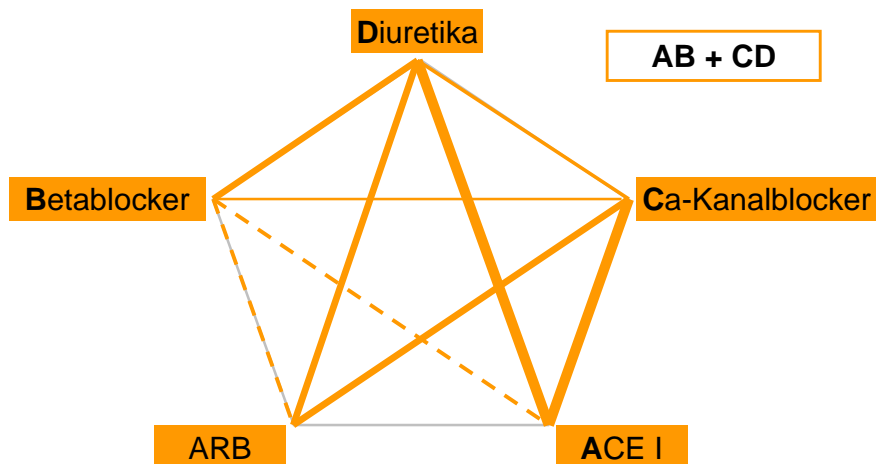 Diuretika
AB + CD
Betablocker
Ca-Kanalblocker
ARB
ACE I